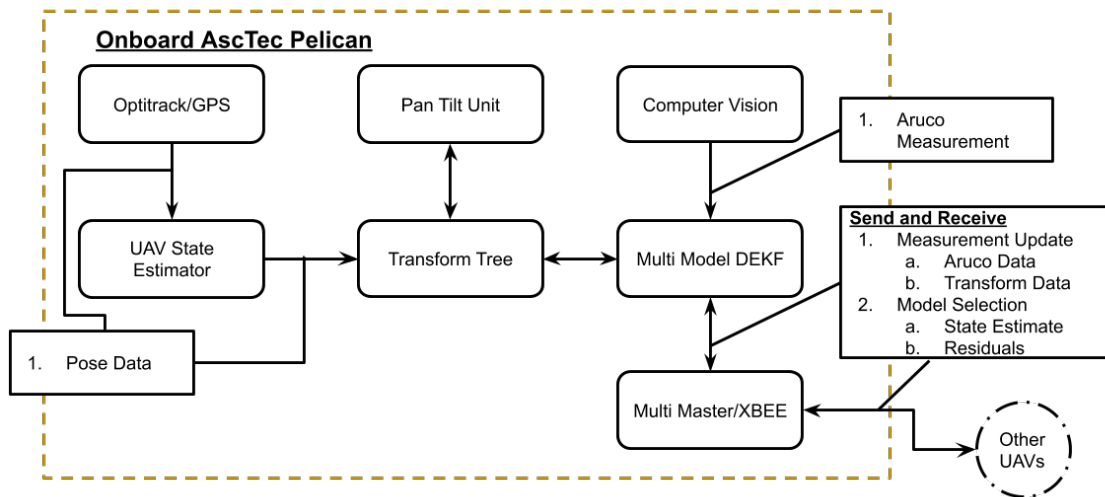 Onboard AscTec Pelican
Optitrack/GPS
Pan Tilt Unit
Computer Vision
1. Aruco
Measurement
UAV State
Estimator
Transform Tree
Multi Model DEKF
Send and Receive
1. Measurement Update
a. Aruco Data
b. Transform Data
2. Model Selection
a. State Estimate
b. Residuals
1. Pose Data
Multi Master/XBEE
Other
UAVs